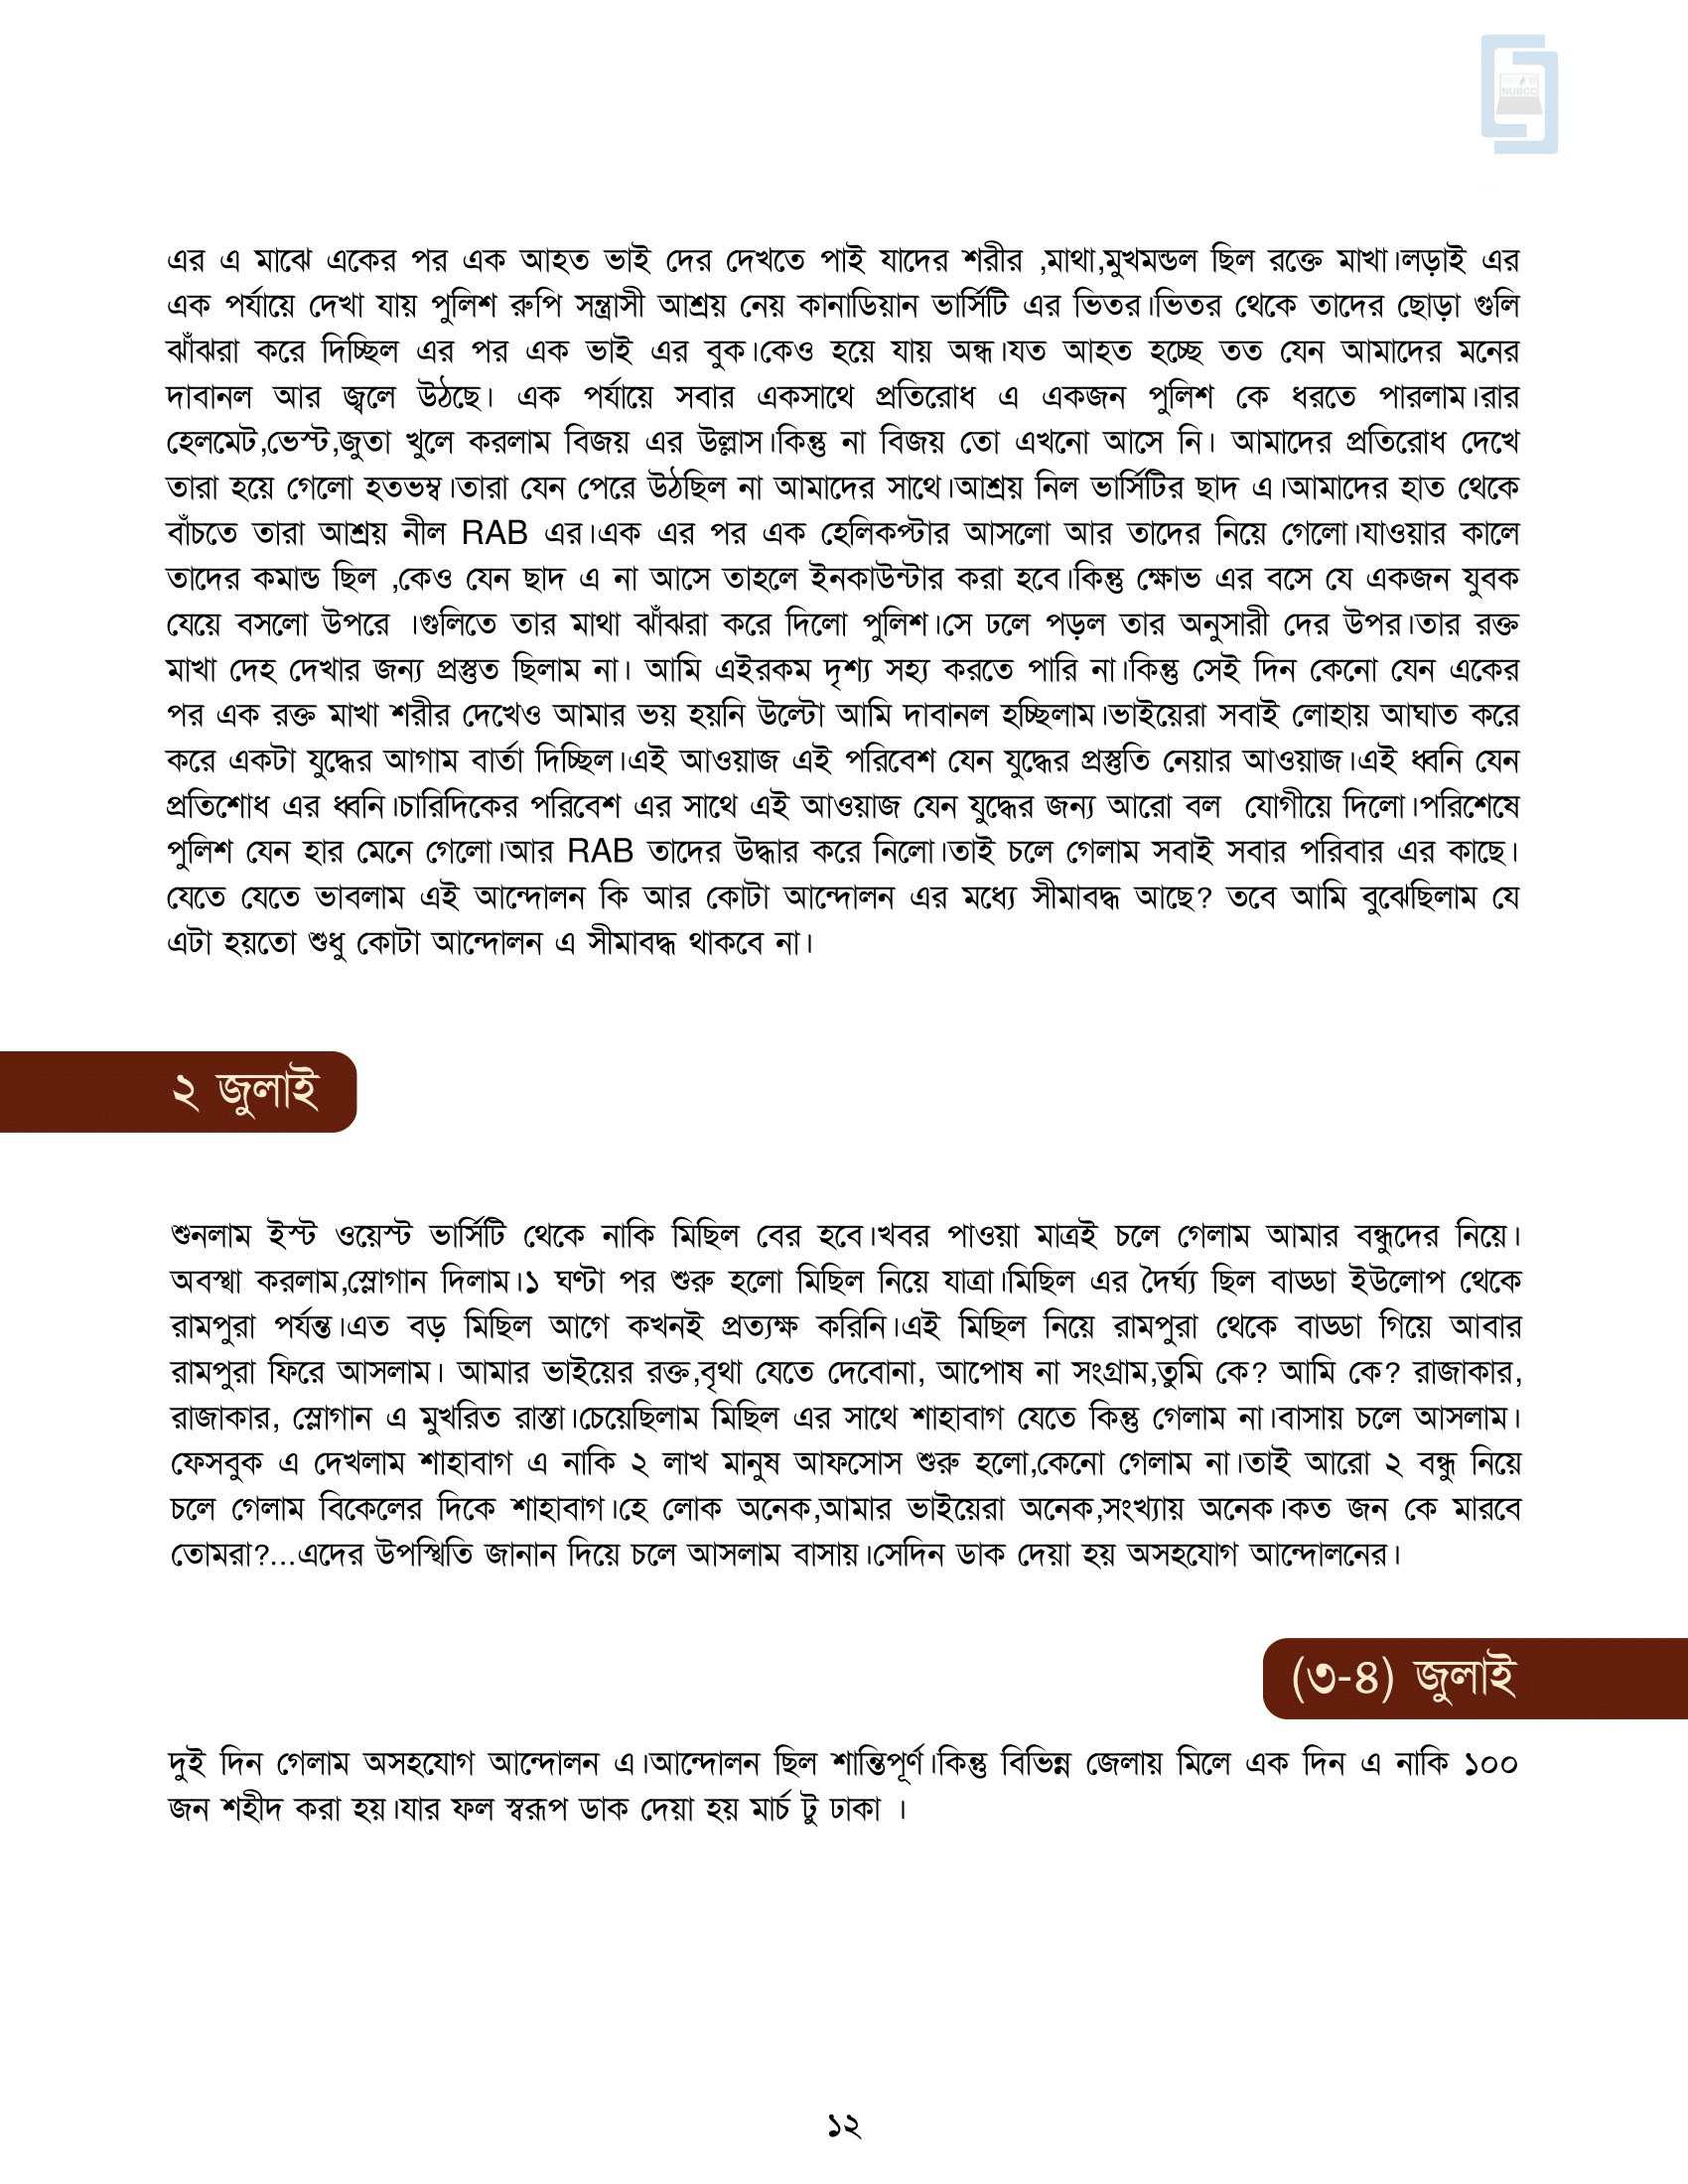 NUBCC
এর এ মাঝে একের পর এক আহত ভাই দের দেখতে পাই যাদের শরীর ,মাথা,মুখমন্ডল ছিল রক্তে মাখা।লড়াই এর
এক পর্যায়ে দেখা যায় পুলিশ রুপি সন্ত্রাসী আশ্রয় নেয় কানাডিয়ান ভার্সিটি এর ভিতর।ভিতর থেকে তাদের ছোড়া গুলি
ঝাঁঝরা করে দিচ্ছিল এর পর এক ভাই এর বুক।কেও হয়ে যায় অন্ধ।যত আহত হচ্ছে তত যেন আমাদের মনের
দাবানল আর জ্বলে উঠছে। এক পর্যায়ে সবার একসাথে প্রতিরোধ এ একজন পুলিশ কে ধরতে পারলাম।রার
হেলমেট,ভেস্ট,জুতা খুলে করলাম বিজয় এর উল্লাস।কিন্তু না বিজয় তো এখনো আসে নি। আমাদের প্রতিরোধ দেখে
তারা হয়ে গেলো হতভম্ব।তারা যেন পেরে উঠছিল না আমাদের সাথে।আশ্রয় নিল ভার্সিটির ছাদ এ।আমাদের হাত থেকে
বাঁচতে তারা আশ্রয় নীল RAB এর।এক এর পর এক হেলিকপ্টার আসলো আর তাদের নিয়ে গেলো।যাওয়ার কালে
তাদের কমান্ড ছিল ,কেও যেন ছাদ এ না আসে তাহলে ইনকাউন্টার করা হবে।কিন্তু ক্ষোভ এর বসে যে একজন যুবক
যেয়ে বসলো উপরে ।গুলিতে তার মাথা ঝাঁঝরা করে দিলো পুলিশ।সে ঢলে পড়ল তার অনুসারী দের উপর।তার রক্ত
মাখা দেহ দেখার জন্য প্রস্তুত ছিলাম না। আমি এইরকম দৃশ্য সহ্য করতে পারি না।কিন্তু সেই দিন কেনো যেন একের
পর এক রক্ত মাখা শরীর দেখেও আমার ভয় হয়নি উল্টো আমি দাবানল হচ্ছিলাম।ভাইয়েরা সবাই লোহায় আঘাত করে
করে একটা যুদ্ধের আগাম বার্তা দিচ্ছিল।এই আওয়াজ এই পরিবেশ যেন যুদ্ধের প্রস্তুতি নেয়ার আওয়াজ।এই ধ্বনি যেন
প্রতিশোধ এর ধ্বনি।চারিদিকের পরিবেশ এর সাথে এই আওয়াজ যেন যুদ্ধের জন্য আরো বল যোগীয়ে দিলো।পরিশেষে
পুলিশ যেন হার মেনে গেলো।আর RAB তাদের উদ্ধার করে নিলো।তাই চলে গেলাম সবাই সবার পরিবার এর কাছে।
যেতে যেতে ভাবলাম এই আন্দোলন কি আর কোটা আন্দোলন এর মধ্যে সীমাবদ্ধ আছে? তবে আমি বুঝেছিলাম যে
এটা হয়তো শুধু কোটা আন্দোলন এ সীমাবদ্ধ থাকবে না।
২ জুলাই
শুনলাম ইস্ট ওয়েস্ট ভার্সিটি থেকে নাকি মিছিল বের হবে।খবর পাওয়া মাত্রই চলে গেলাম আমার বন্ধুদের নিয়ে।
অবস্থা করলাম,স্লোগান দিলাম।১ ঘণ্টা পর শুরু হলো মিছিল নিয়ে যাত্রা।মিছিল এর দৈর্ঘ্য ছিল বাড্ডা ইউলোপ থেকে
রামপুরা পর্যন্ত।এত বড় মিছিল আগে কখনই প্রত্যক্ষ করিনি।এই মিছিল নিয়ে রামপুরা থেকে বাড্ডা গিয়ে আবার
রামপুরা ফিরে আসলাম। আমার ভাইয়ের রক্ত,বৃথা যেতে দেবোনা, আপোষ না সংগ্রাম,তুমি কে? আমি কে? রাজাকার,
রাজাকার, স্লোগান এ মুখরিত রাস্তা।চেয়েছিলাম মিছিল এর সাথে শাহাবাগ যেতে কিন্তু গেলাম না।বাসায় চলে আসলাম।
ফেসবুক এ দেখলাম শাহাবাগ এ নাকি ২ লাখ মানুষ আফসোস শুরু হলো,কেনো গেলাম না।তাই আরো ২ বন্ধু নিয়ে
চলে গেলাম বিকেলের দিকে শাহাবাগ।হে লোক অনেক,আমার ভাইয়েরা অনেক,সংখ্যায় অনেক।কত জন কে মারবে
তোমরা?...এদের উপস্থিতি জানান দিয়ে চলে আসলাম বাসায়।সেদিন ডাক দেয়া হয় অসহযোগ আন্দোলনের।
(৩-৪) জুলাই
দুই দিন গেলাম অসহযোগ আন্দোলন এ।আন্দোলন ছিল শান্তিপূর্ণ।কিন্তু বিভিন্ন জেলায় মিলে এক দিন এ নাকি ১০০
জন শহীদ করা হয়।যার ফল স্বরূপ ডাক দেয়া হয় মার্চ টু ঢাকা ।
১২